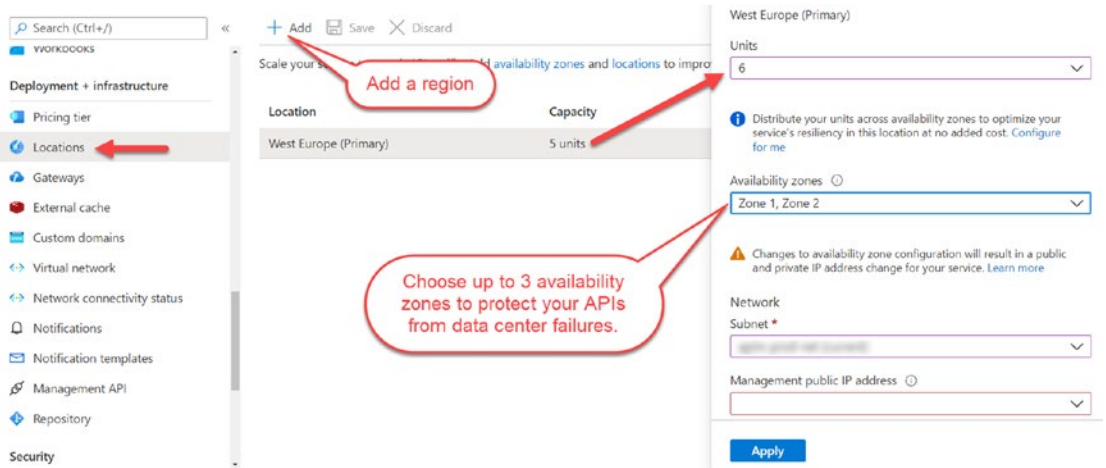 Search (Ctrl+/)
«
Workbooks
Deployment + infrastructure
Pricing tier
Locations
Gateways
External cache
Custom domains
Virtual network
Network connectivity status
Notifications
Notification templates
Management API
Repository
Security
Add Save Discard
Scale your
availability zones and locations to impro
Add a region
Location Capacity
West Europe (Primary) 5 units
Choose up to 3 availability
zones to protect your APIs
from data center failures.
West Europe (Primary)
Units
6
Distribute your units across availability zones to optimize your
service's resiliency in this location at no added cost. Configure
for me
Availability zones
Zone 1, Zone 2
Changes to availability zone configuration will result in a public
and private IP address change for your service. Learn more
Network
Subnet *
Management public IP address
Apply